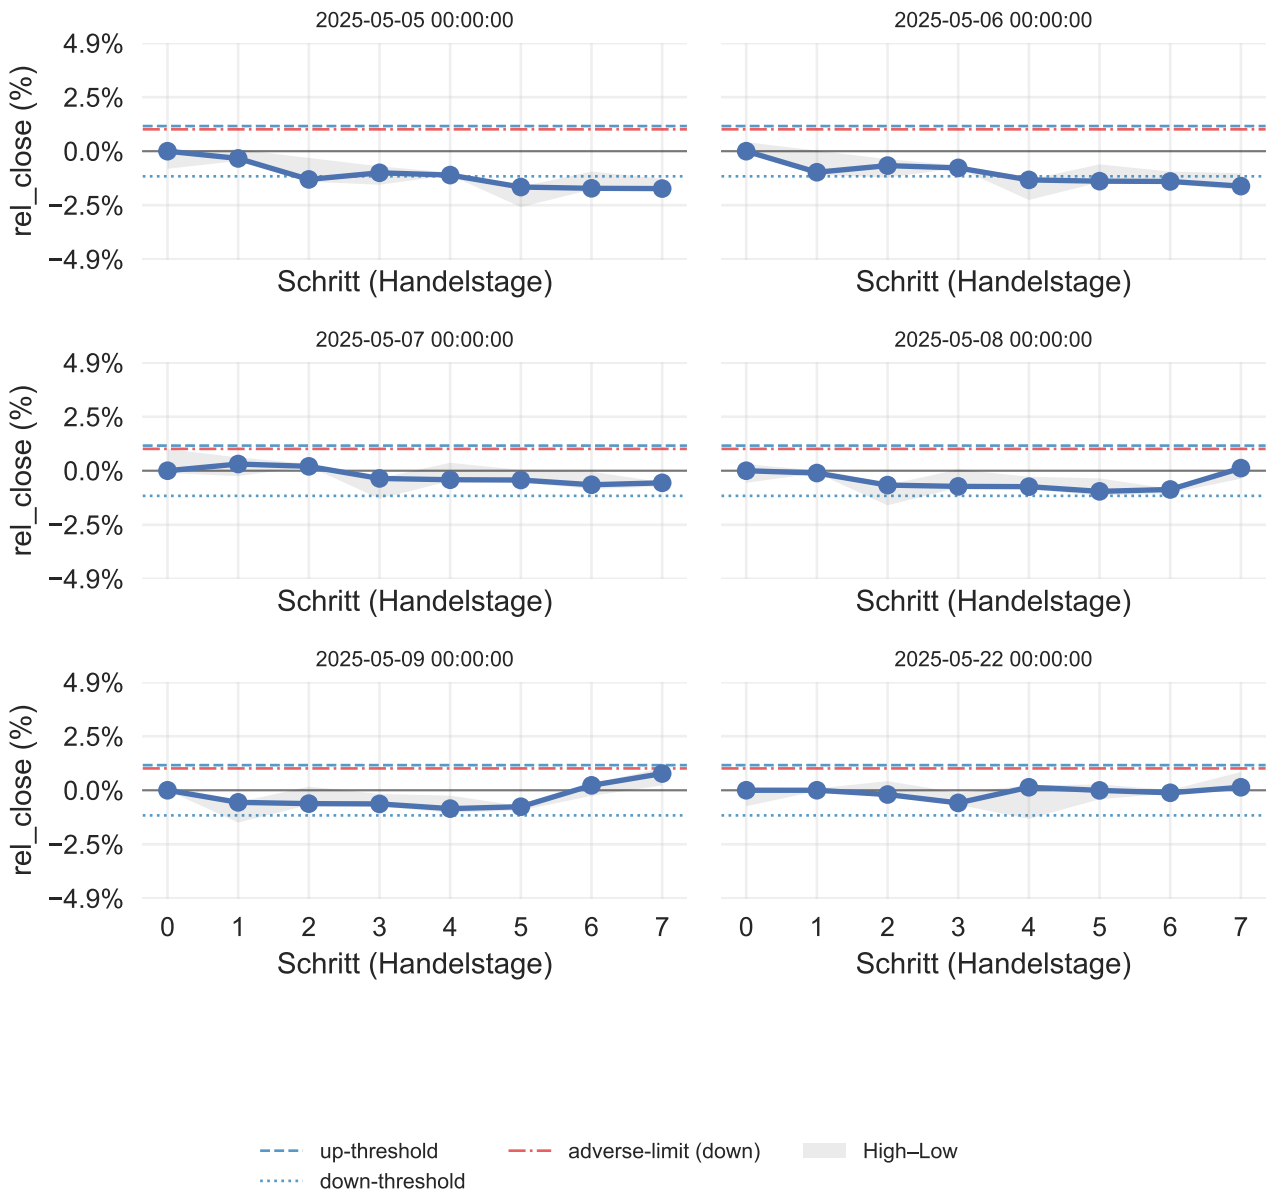 2025-05-05 00:00:00
2025-05-06 00:00:00
4.9%
2.5%
0.0%
−2.5%
−4.9%
rel_close (%)
Schritt (Handelstage)
Schritt (Handelstage)
2025-05-07 00:00:00
2025-05-08 00:00:00
4.9%
2.5%
0.0%
−2.5%
−4.9%
rel_close (%)
Schritt (Handelstage)
Schritt (Handelstage)
2025-05-09 00:00:00
2025-05-22 00:00:00
4.9%
2.5%
0.0%
−2.5%
−4.9%
rel_close (%)
0 1 2 3 4 5 6 7
0 1 2 3 4 5 6 7
Schritt (Handelstage)
Schritt (Handelstage)
up-threshold
down-threshold
adverse-limit (down)
High–Low